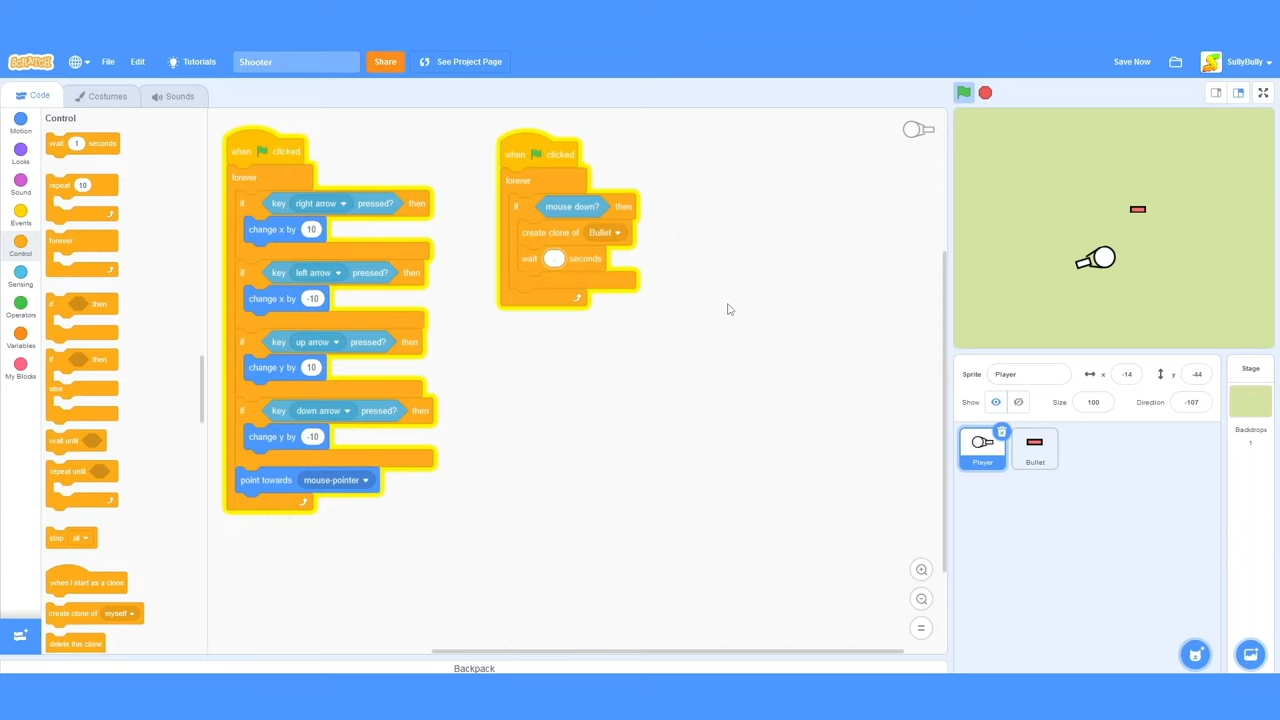 SCRATCH File Edit Tutorials Shooter Share See Project Page Save Now SullyBully
Code Costumes Sounds
Motion
Looks
Sound
Events
Control
Sensing
Operators
Variables
My Blocks
Control
wait 1 seconds
repeat 10
forever
if then
if then
else
wait until
repeat until
stop all
when I start as a clone
create clone of myself
delete this clone
when clicked
forever
if key right arrow pressed? then
change x by 10
if key left arrow pressed? then
change x by -10
if key up arrow pressed? then
change y by 10
if key down arrow pressed? then
change y by -10
point towards mouse-pointer
when clicked
forever
if mouse down? then
create clone of Bullet
wait . seconds
Backpack
Sprite Player x -14 y -44
Show Size 100 Direction -107
Player
Bullet
Stage
Backdrops
1